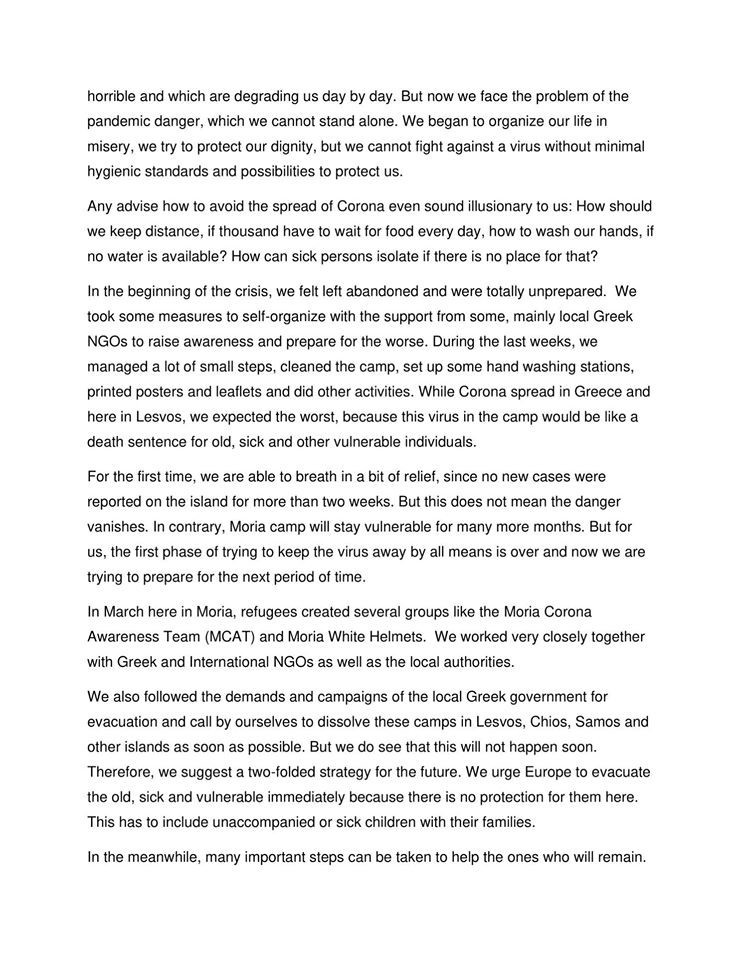 horrible and which are degrading us day by day. But now we face the problem of the
pandemic danger, which we cannot stand alone. We began to organize our life in
misery, we try to protect our dignity, but we cannot fight against a virus without minimal
hygienic standards and possibilities to protect us.
Any advise how to avoid the spread of Corona even sound illusionary to us: How should
we keep distance, if thousand have to wait for food every day, how to wash our hands, if
no water is available? How can sick persons isolate if there is no place for that?
In the beginning of the crisis, we felt left abandoned and were totally unprepared.  We
took some measures to self-organize with the support from some, mainly local Greek
NGOs to raise awareness and prepare for the worse. During the last weeks, we
managed a lot of small steps, cleaned the camp, set up some hand washing stations,
printed posters and leaflets and did other activities. While Corona spread in Greece and
here in Lesvos, we expected the worst, because this virus in the camp would be like a
death sentence for old, sick and other vulnerable individuals.
For the first time, we are able to breath in a bit of relief, since no new cases were
reported on the island for more than two weeks. But this does not mean the danger
vanishes. In contrary, Moria camp will stay vulnerable for many more months. But for
us, the first phase of trying to keep the virus away by all means is over and now we are
trying to prepare for the next period of time.
In March here in Moria, refugees created several groups like the Moria Corona
Awareness Team (MCAT) and Moria White Helmets.  We worked very closely together
with Greek and International NGOs as well as the local authorities.
We also followed the demands and campaigns of the local Greek government for
evacuation and call by ourselves to dissolve these camps in Lesvos, Chios, Samos and
other islands as soon as possible. But we do see that this will not happen soon.
Therefore, we suggest a two-folded strategy for the future. We urge Europe to evacuate
the old, sick and vulnerable immediately because there is no protection for them here.
This has to include unaccompanied or sick children with their families.
In the meanwhile, many important steps can be taken to help the ones who will remain.